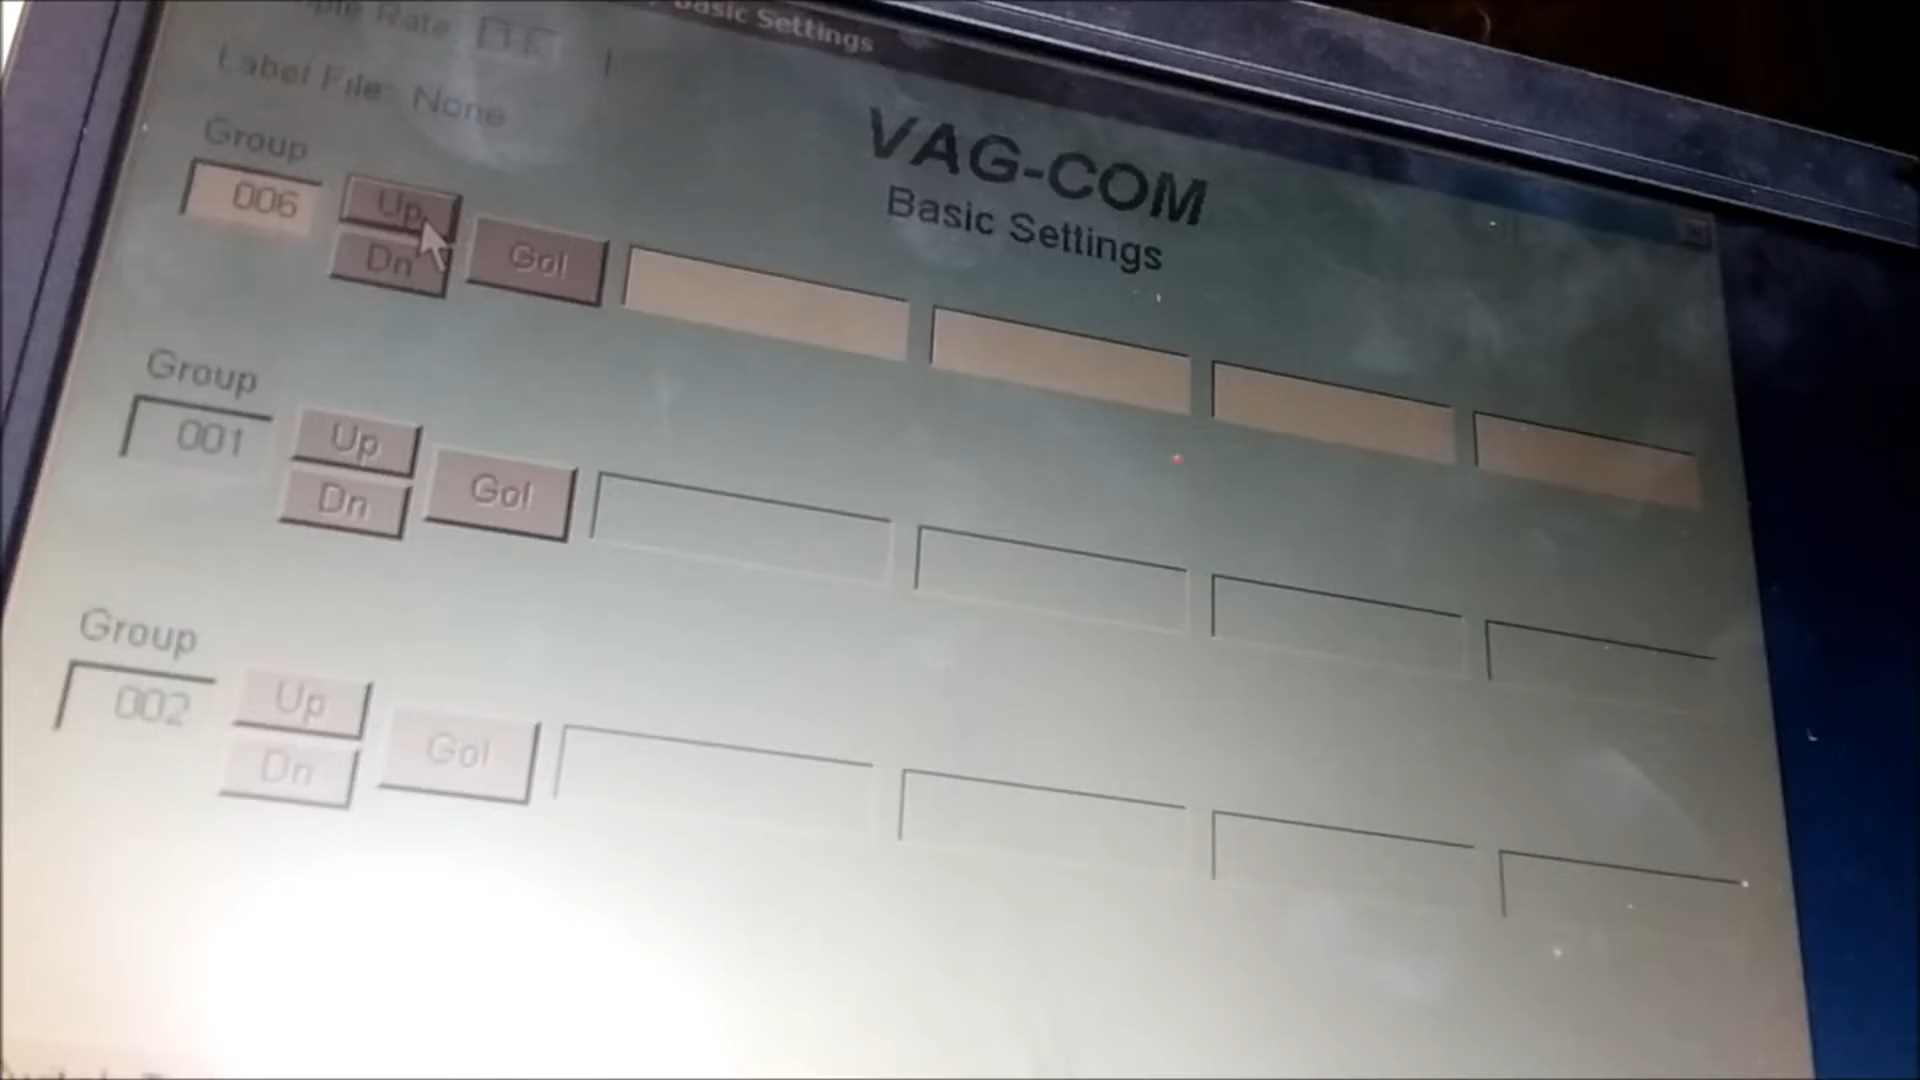 Basic Settings
Rate
Label File: None
VAG-COM
Basic Settings
Group
006
Up
Dn
Go!
Group
001
Up
Dn
Go!
Group
002
Up
Dn
Go!